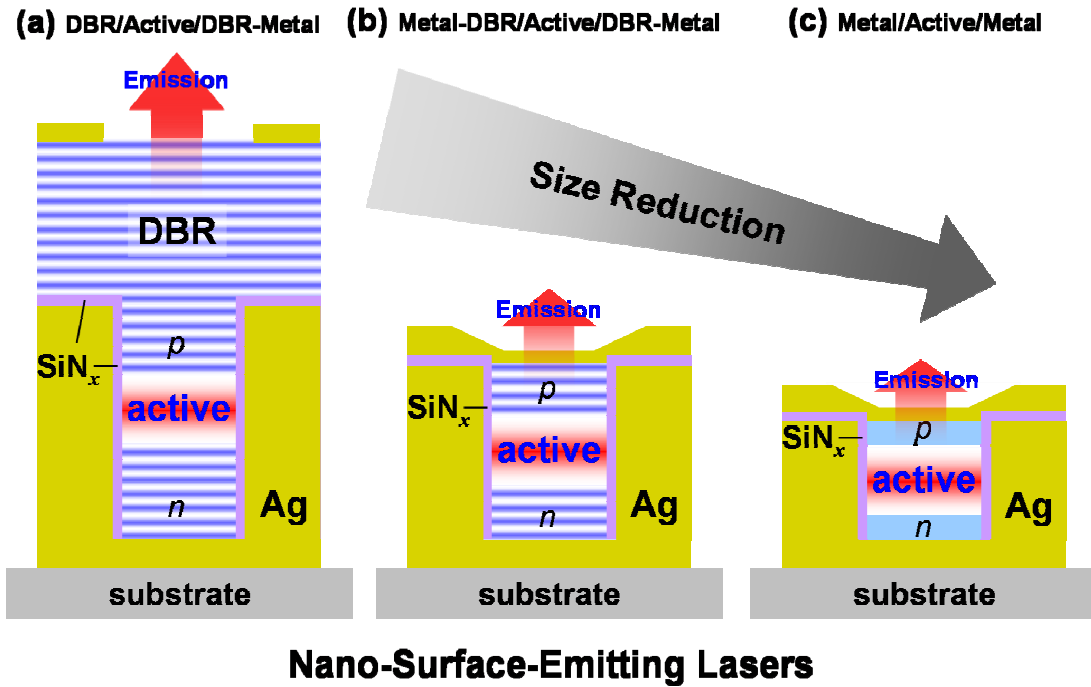 (a) DBR/Active/DBR-Metal
(b) Metal-DBR/Active/DBR-Metal
(c) Metal/Active/Metal
Emission
DBR
SiNx
p
active
n
Ag
substrate
Size Reduction
Emission
SiNx
p
active
n
Ag
substrate
Emission
SiNx
p
active
n
Ag
substrate
Nano-Surface-Emitting Lasers